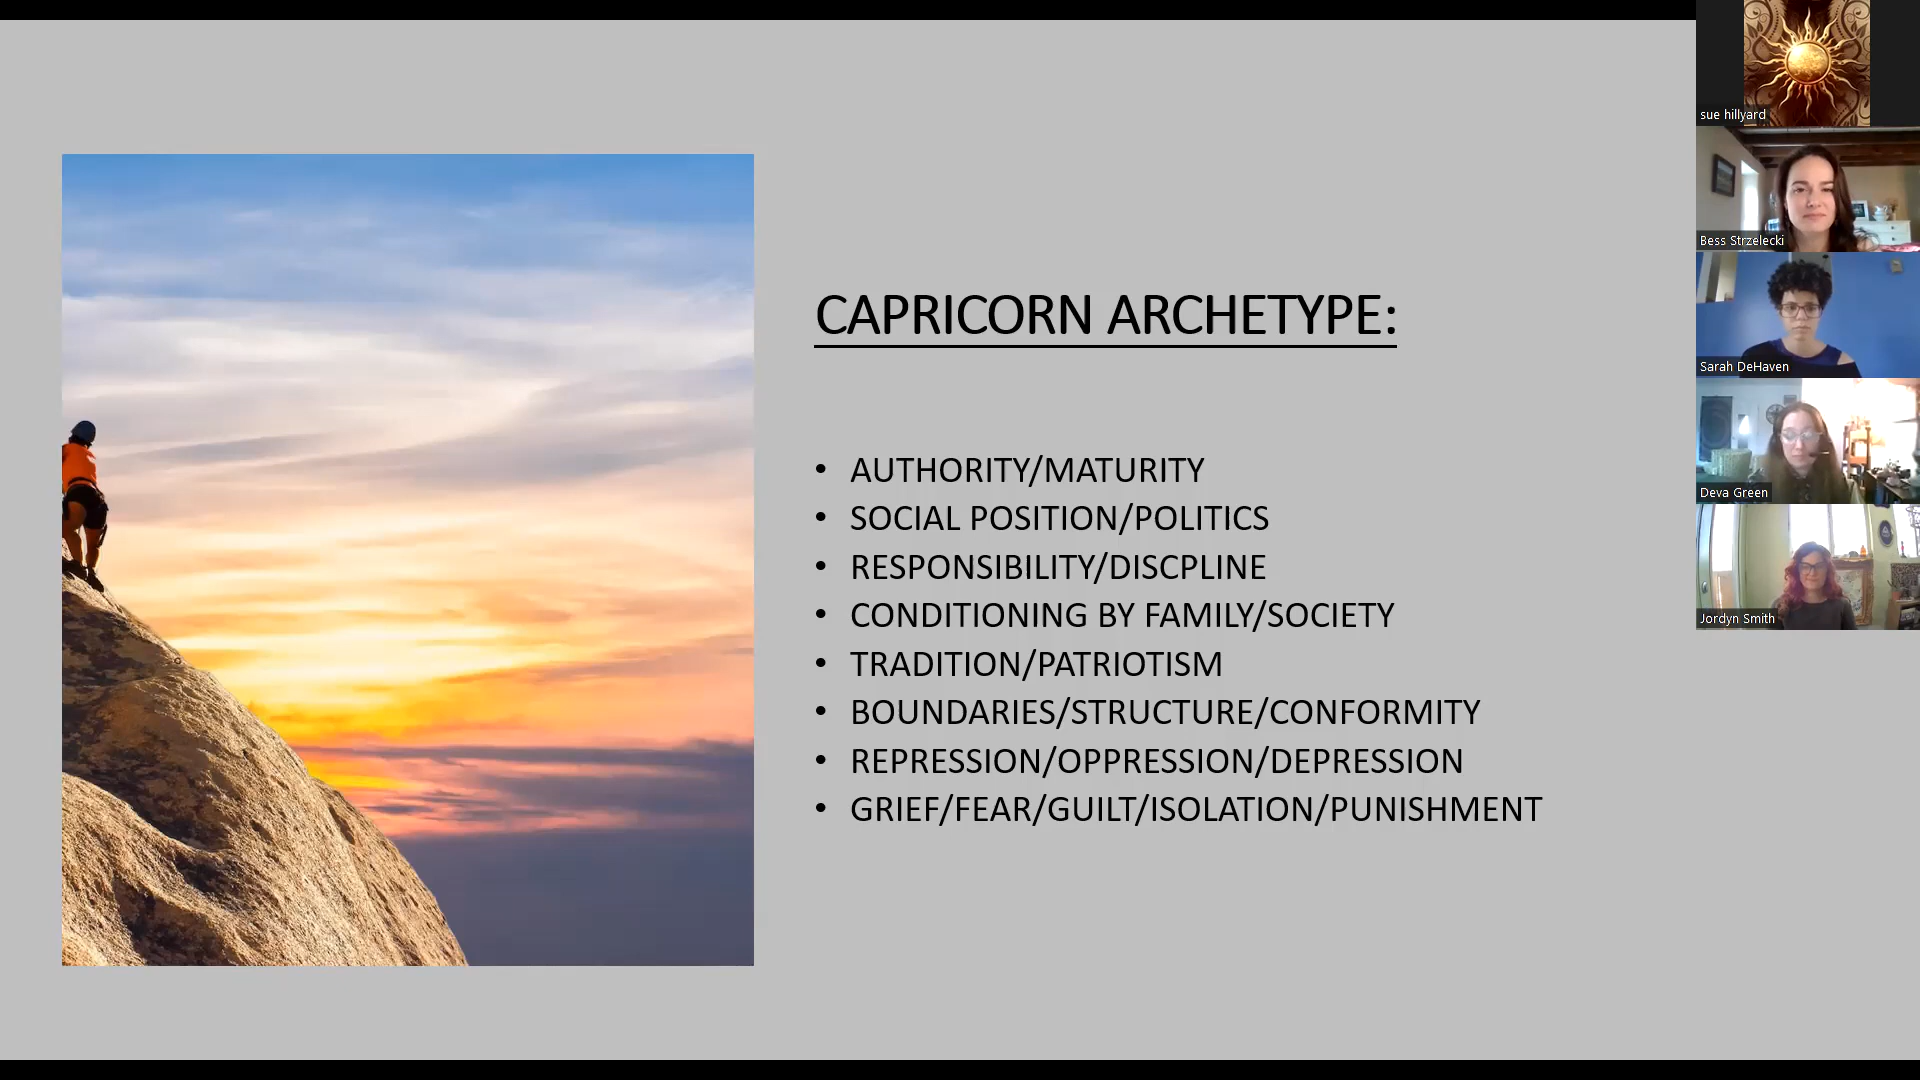 CAPRICORN ARCHETYPE:
• AUTHORITY/MATURITY
• SOCIAL POSITION/POLITICS
• RESPONSIBILITY/DISCPLINE
• CONDITIONING BY FAMILY/SOCIETY
• TRADITION/PATRIOTISM
• BOUNDARIES/STRUCTURE/CONFORMITY
• REPRESSION/OPPRESSION/DEPRESSION
• GRIEF/FEAR/GUILT/ISOLATION/PUNISHMENT
sue hillyard
Bess Strzelecki
Sarah DeHaven
Deva Green
Jordyn Smith